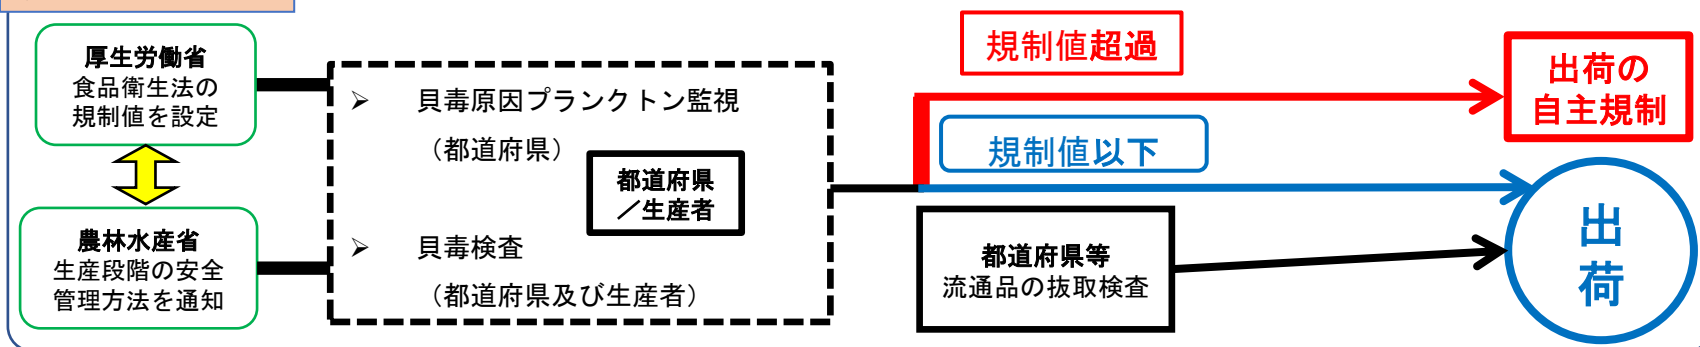 厚生労働省
食品衛生法の
規制値を設定
農林水産省
生産段階の安全
管理方法を通知
➢ 貝毒原因プランクトン監視
（都道府県）
都道府県
／生産者
➢ 貝毒検査
（都道府県及び生産者）
規制値超過
規制値以下
都道府県等
流通品の抜取検査
出荷の
自主規制
出
荷